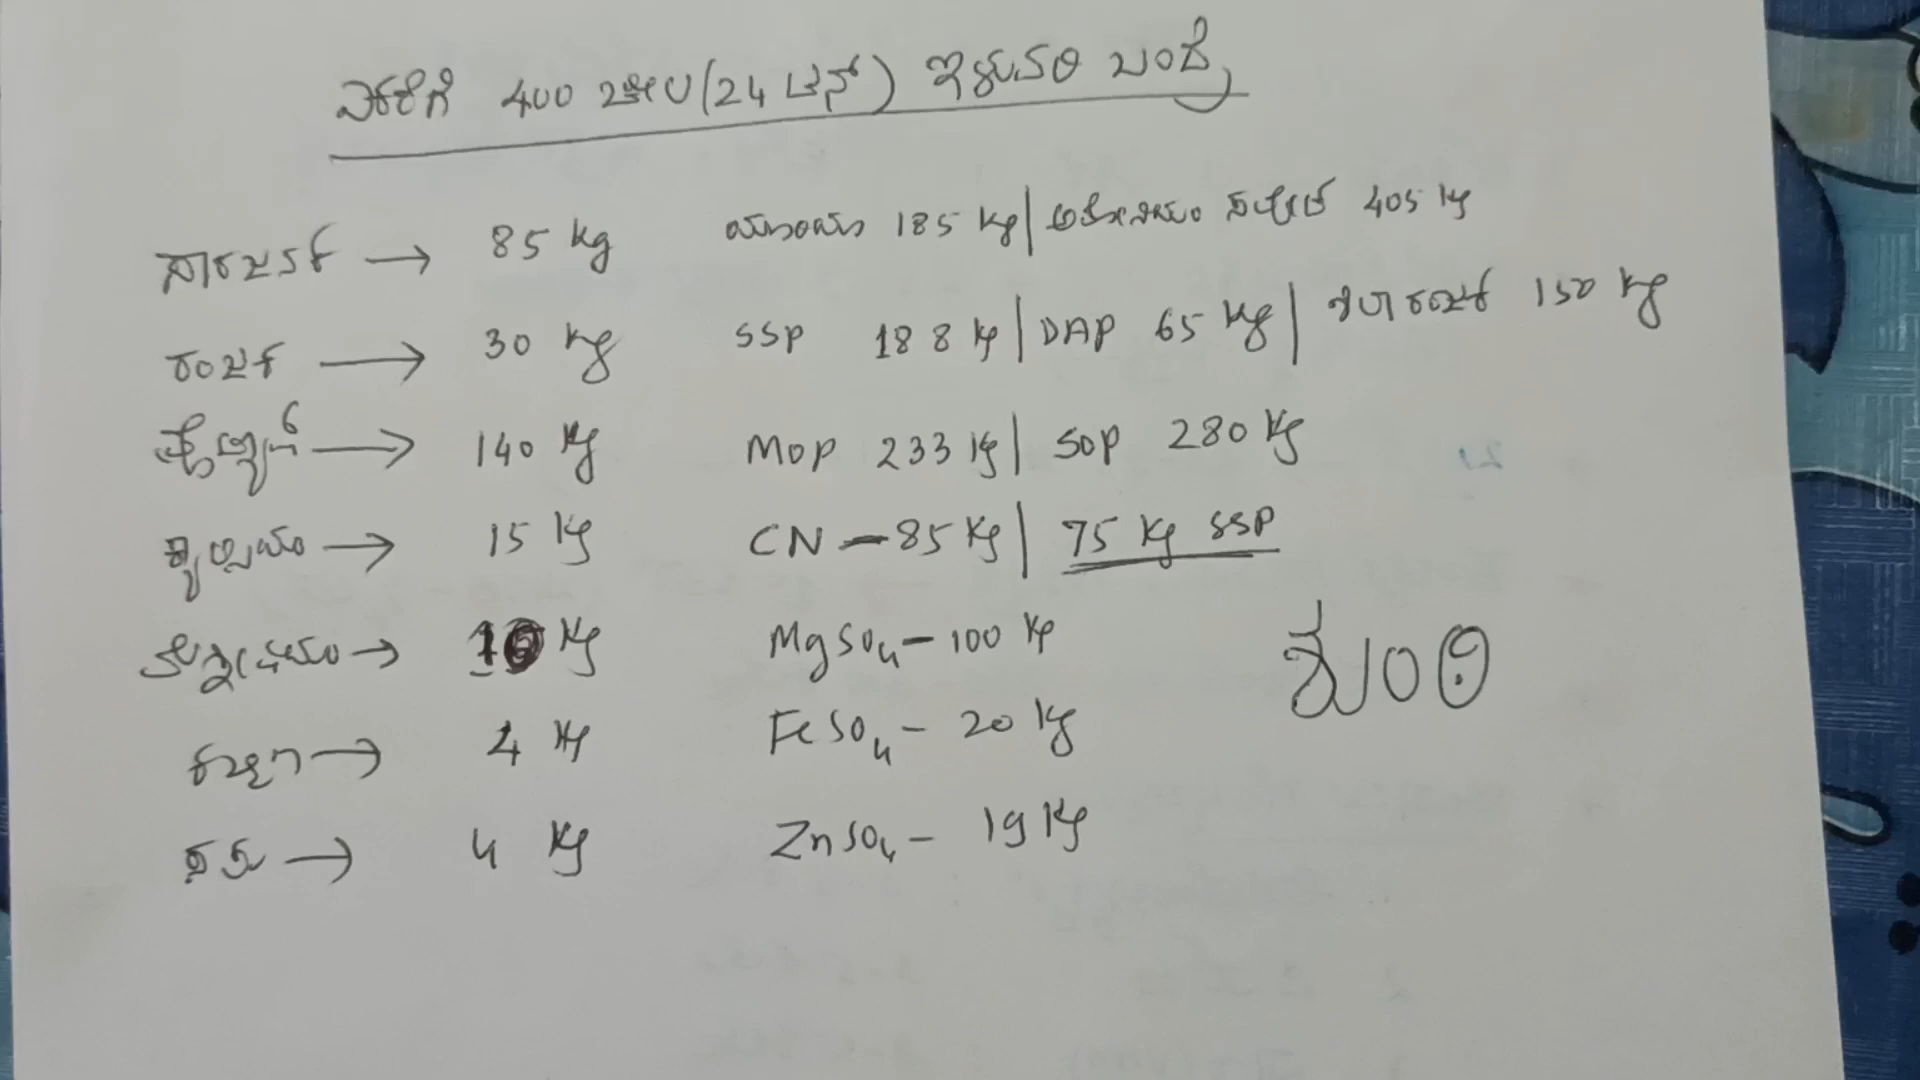 ಎಕರೆಗೆ 400 ಚೀಲ (24 ಟನ್) ಇಳುವರಿ ಬಂದ್ರೆ
ಸಾರಜನಕ → 85 kg ಯೂರಿಯಾ 185 kg | ಅಮೋನಿಯಂ ಸಲ್ಫೇಟ್ 405 kg
ರಂಜಕ → 30 kg SSP 188 kg | DAP 65 kg | 150 kg
ಪೊಟ್ಯಾಷ್ → 140 kg MOP 233 kg | SOP 280 kg
ಕ್ಯಾಲ್ಸಿಯಂ → 15 kg CN - 85 kg | 75 kg SSP
ಮೆಗ್ನೀಷಿಯಂ → 10 kg MgSO4 - 100 kg
ಕಬ್ಬಿಣ → 4 kg FeSO4 - 20 kg
ಸತು → 4 kg ZnSO4 - 19 kg
ಶುಂಠಿ